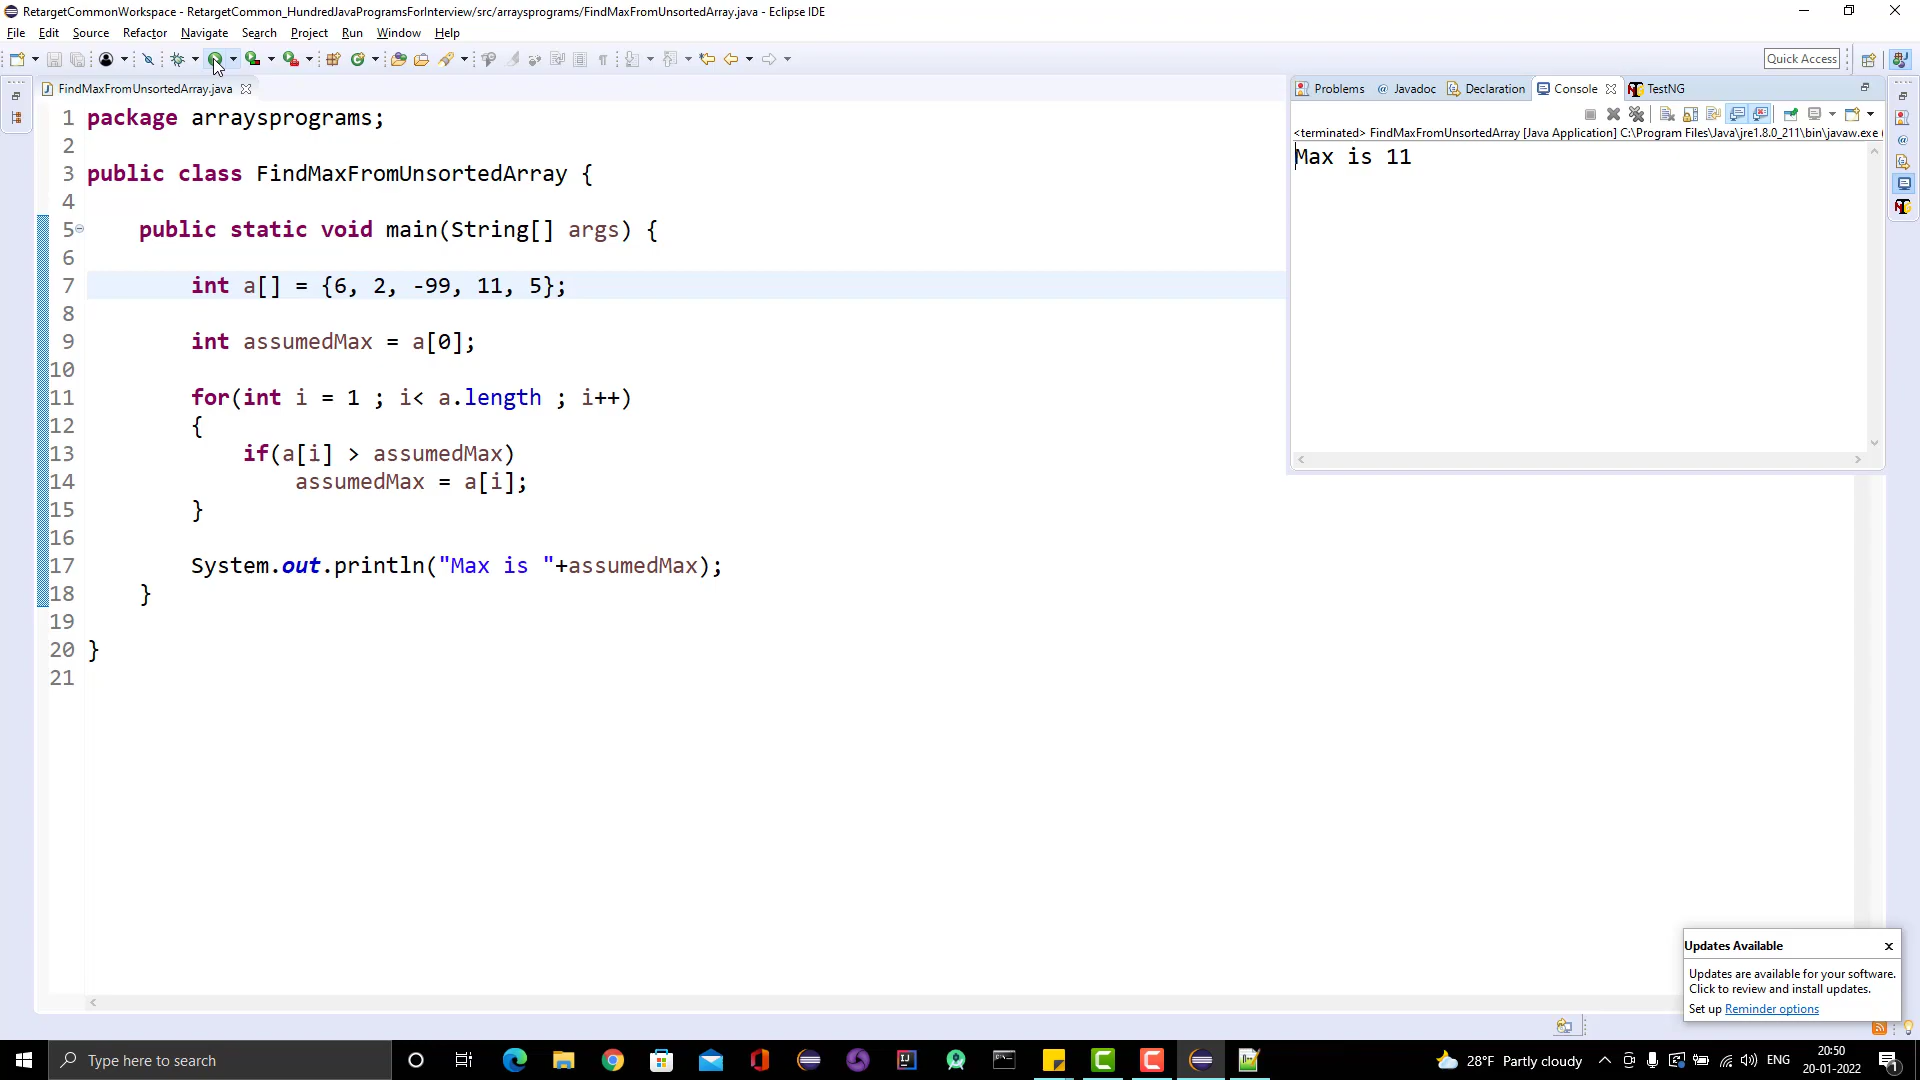 RetargetCommonWorkspace - RetargetCommon_HundredJavaProgramsForInterview/src/arraysprograms/FindMaxFromUnsortedArray.java - Eclipse IDE
File Edit Source Refactor Navigate Search Project Run Window Help
Quick Access
FindMaxFromUnsortedArray.java
Problems @ Javadoc Declaration Console TestNG
<terminated> FindMaxFromUnsortedArray [Java Application] C:\Program Files\Java\jre1.8.0_211\bin\javaw.exe (
Max is 11
1 package arraysprograms;
2
3 public class FindMaxFromUnsortedArray {
4
5 public static void main(String[] args) {
6
7 int a[] = {6, 2, -99, 11, 5};
8
9 int assumedMax = a[0];
10
11 for(int i = 1 ; i< a.length ; i++)
12 {
13 if(a[i] > assumedMax)
14 assumedMax = a[i];
15 }
16
17 System.out.println("Max is "+assumedMax);
18 }
19
20 }
21
Updates Available
Updates are available for your software.
Click to review and install updates.
Set up Reminder options
Type here to search
28°F Partly cloudy
ENG
20:50
20-01-2022
1